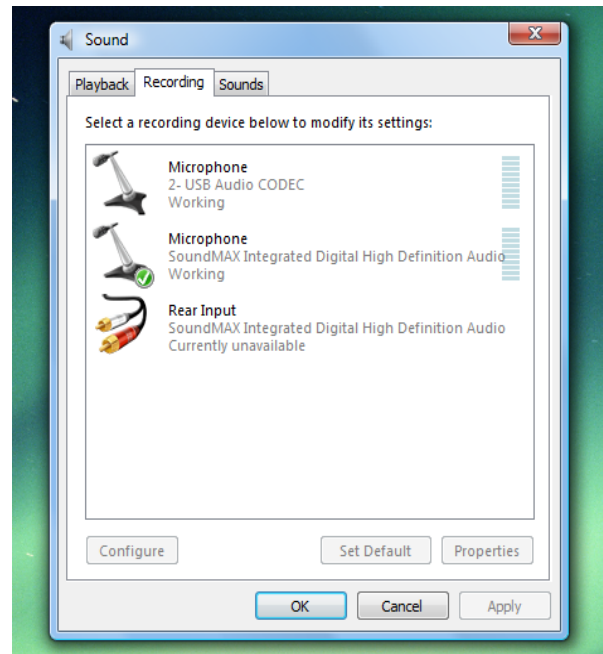 Sound
Playback Recording Sounds
Select a recording device below to modify its settings:
Microphone
2- USB Audio CODEC
Working
Microphone
SoundMAX Integrated Digital High Definition Audio
Working
Rear Input
SoundMAX Integrated Digital High Definition Audio
Currently unavailable
Configure Set Default Properties
OK Cancel Apply